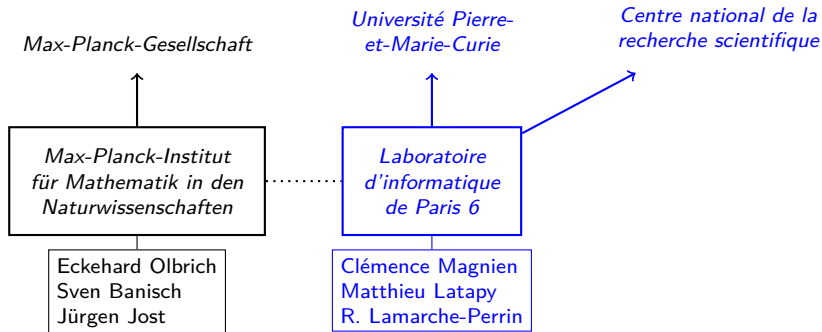 Max-Planck-Gesellschaft
Université Pierre-
et-Marie-Curie
Centre national de la
recherche scientifique
Max-Planck-Institut
für Mathematik in den
Naturwissenschaften
Laboratoire
d'informatique
de Paris 6
Eckehard Olbrich
Sven Banisch
Jürgen Jost
Clémence Magnien
Matthieu Latapy
R. Lamarche-Perrin